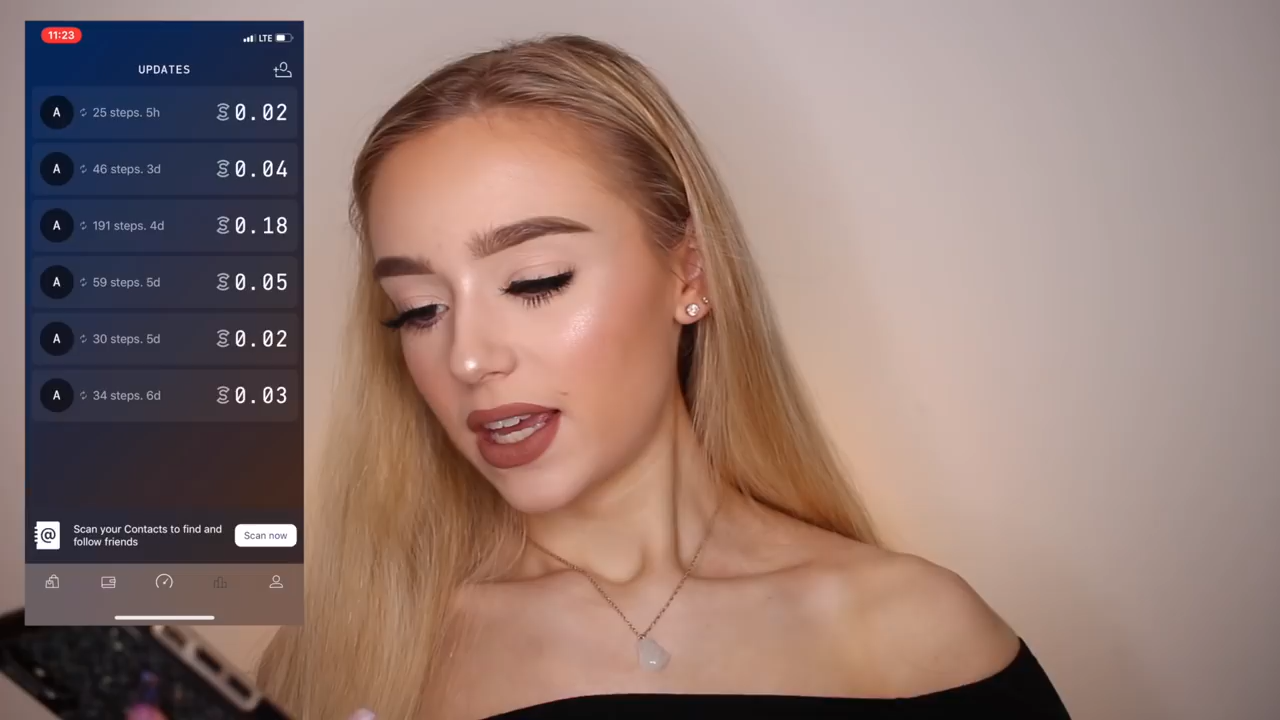 11:23
LTE
UPDATES
A 25 steps. 5h 0.02
A 46 steps. 3d 0.04
A 191 steps. 4d 0.18
A 59 steps. 5d 0.05
A 30 steps. 5d 0.02
A 34 steps. 6d 0.03
@ Scan your Contacts to find and
follow friends
Scan now